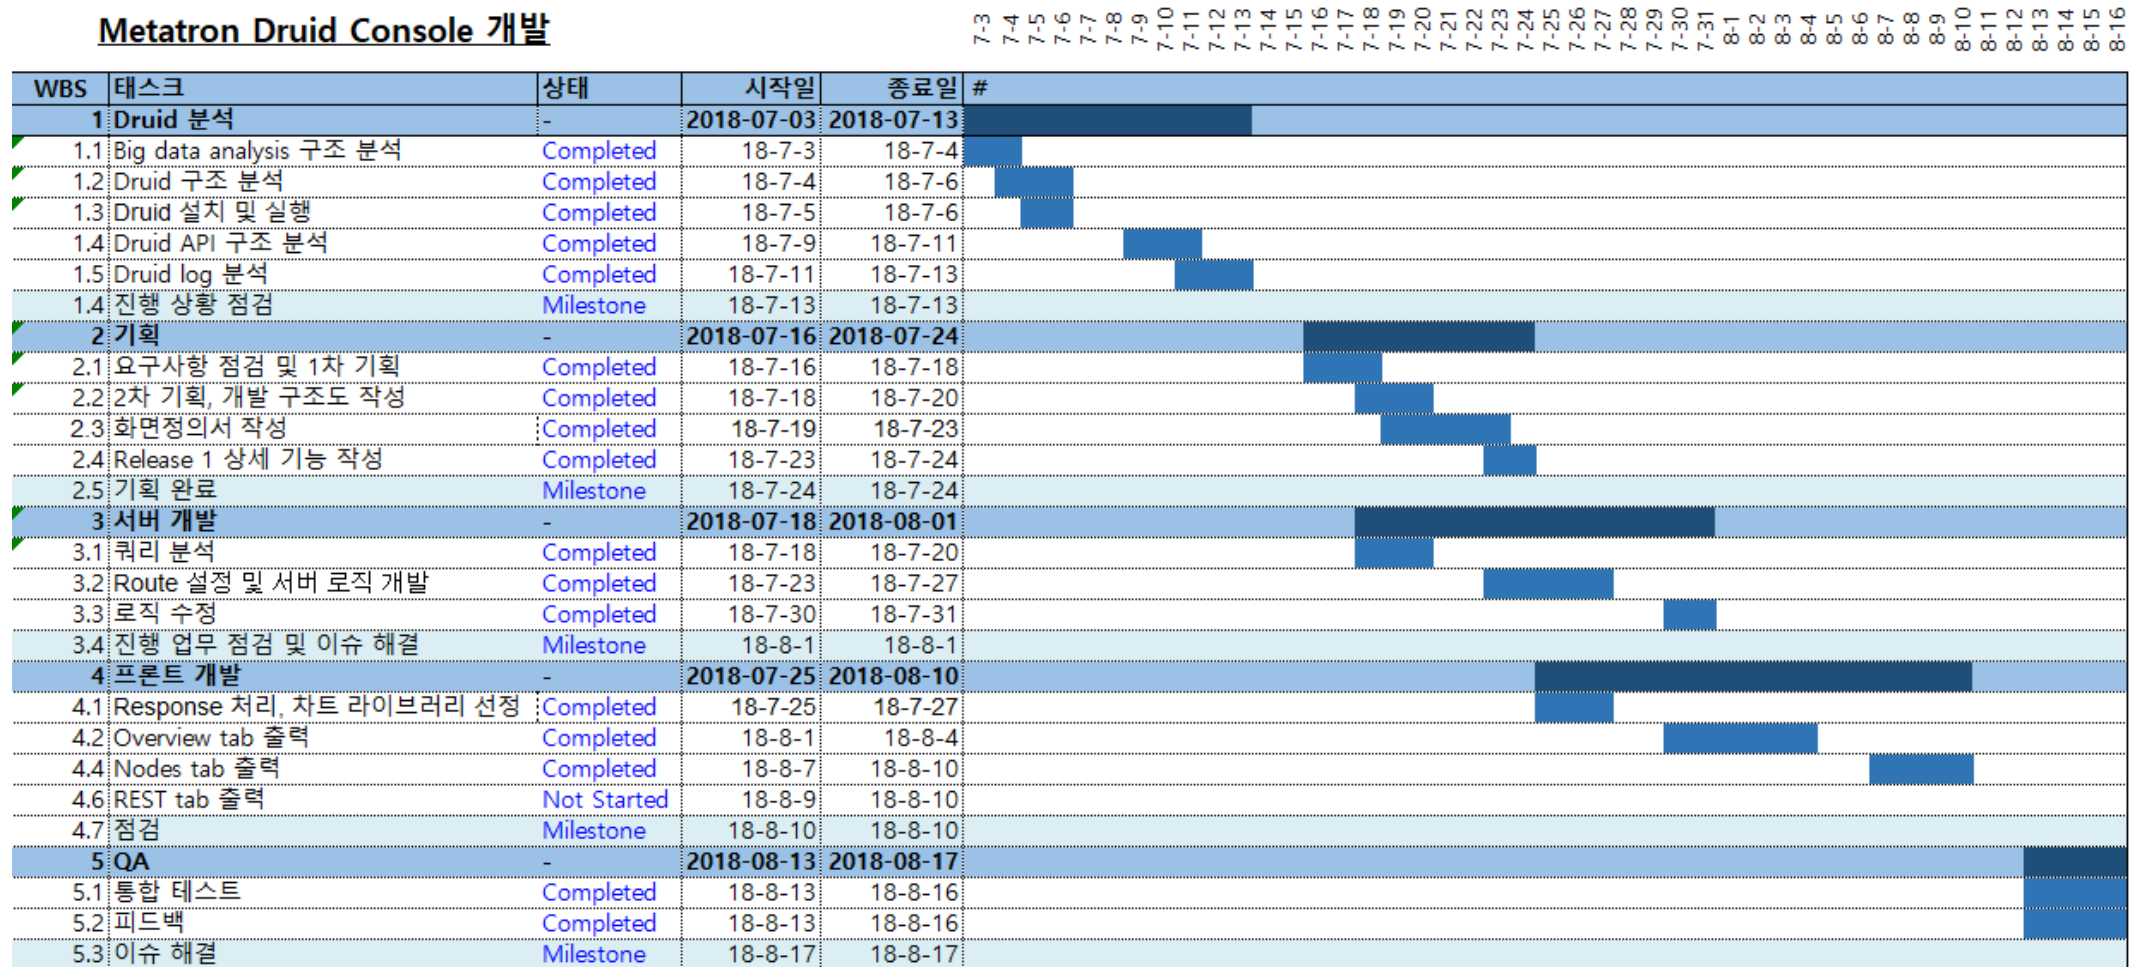 Metatron Druid Console 개발
7-3 7-4 7-5 7-6 7-7 7-8 7-9 7-10 7-11 7-12 7-13 7-14 7-15 7-16 7-17 7-18 7-19 7-20 7-21 7-22 7-23 7-24 7-25 7-26 7-27 7-28 7-29 7-30 7-31 8-1 8-2 8-3 8-4 8-5 8-6 8-7 8-8 8-9 8-10 8-11 8-12 8-13 8-14 8-15 8-16
WBS 태스크 상태 시작일 종료일 #
1 Druid 분석 - 2018-07-03 2018-07-13
1.1 Big data analysis 구조 분석 Completed 18-7-3 18-7-4
1.2 Druid 구조 분석 Completed 18-7-4 18-7-6
1.3 Druid 설치 및 실행 Completed 18-7-5 18-7-6
1.4 Druid API 구조 분석 Completed 18-7-9 18-7-11
1.5 Druid log 분석 Completed 18-7-11 18-7-13
1.4 진행 상황 점검 Milestone 18-7-13 18-7-13
2 기획 - 2018-07-16 2018-07-24
2.1 요구사항 점검 및 1차 기획 Completed 18-7-16 18-7-18
2.2 2차 기획, 개발 구조도 작성 Completed 18-7-18 18-7-20
2.3 화면정의서 작성 Completed 18-7-19 18-7-23
2.4 Release 1 상세 기능 작성 Completed 18-7-23 18-7-24
2.5 기획 완료 Milestone 18-7-24 18-7-24
3 서버 개발 - 2018-07-18 2018-08-01
3.1 쿼리 분석 Completed 18-7-18 18-7-20
3.2 Route 설정 및 서버 로직 개발 Completed 18-7-23 18-7-27
3.3 로직 수정 Completed 18-7-30 18-7-31
3.4 진행 업무 점검 및 이슈 해결 Milestone 18-8-1 18-8-1
4 프론트 개발 - 2018-07-25 2018-08-10
4.1 Response 처리, 차트 라이브러리 선정 Completed 18-7-25 18-7-27
4.2 Overview tab 출력 Completed 18-8-1 18-8-4
4.4 Nodes tab 출력 Completed 18-8-7 18-8-10
4.6 REST tab 출력 Not Started 18-8-9 18-8-10
4.7 점검 Milestone 18-8-10 18-8-10
5 QA - 2018-08-13 2018-08-17
5.1 통합 테스트 Completed 18-8-13 18-8-16
5.2 피드백 Completed 18-8-13 18-8-16
5.3 이슈 해결 Milestone 18-8-17 18-8-17